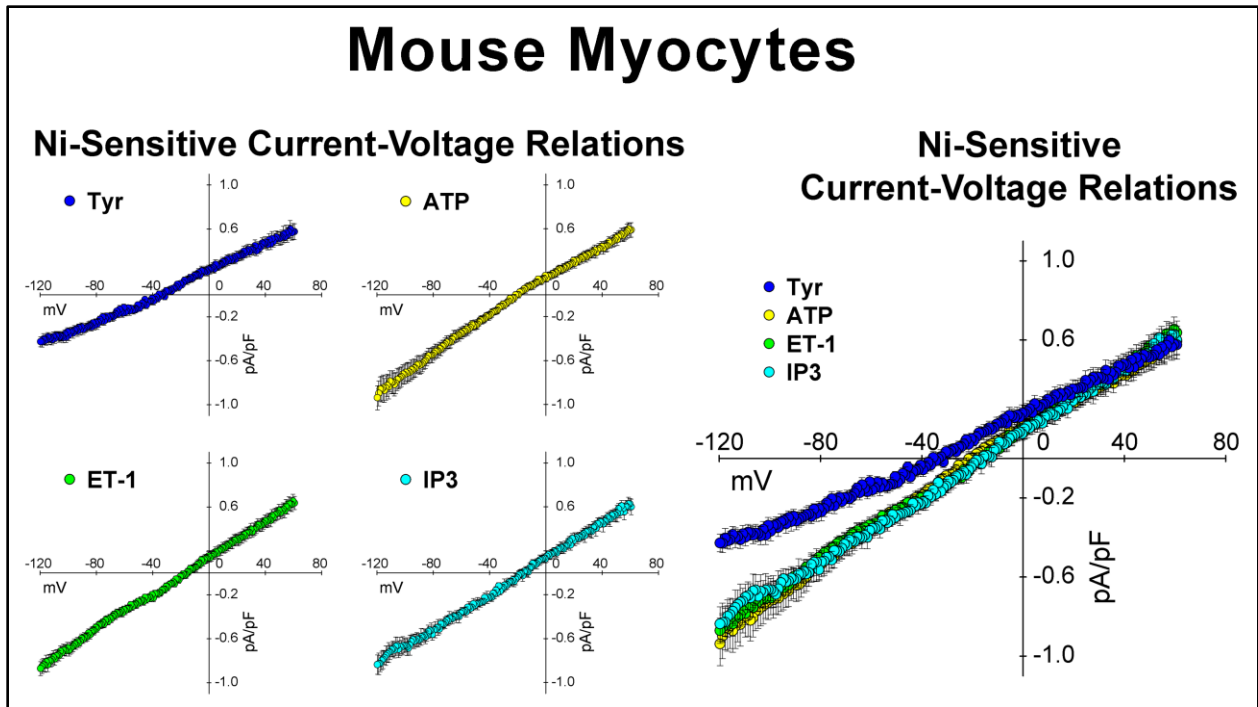 Mouse Myocytes
Ni-Sensitive Current-Voltage Relations
Tyr
1.0
0.6
-120 -80 -40 0 40 80
mV
-0.2
-0.6
-1.0
pA/pF
ATP
1.0
0.6
-120 -80 -40 0 40 80
mV
-0.2
-0.6
-1.0
pA/pF
ET-1
1.0
0.6
-120 -80 -40 0 40 80
mV
-0.2
-0.6
-1.0
pA/pF
IP3
1.0
0.6
-120 -80 -40 0 40 80
mV
-0.2
-0.6
-1.0
pA/pF
Ni-Sensitive
Current-Voltage Relations
Tyr
ATP
ET-1
IP3
1.0
0.6
-120 -80 -40 0 40 80
mV
-0.2
-0.6
-1.0
pA/pF